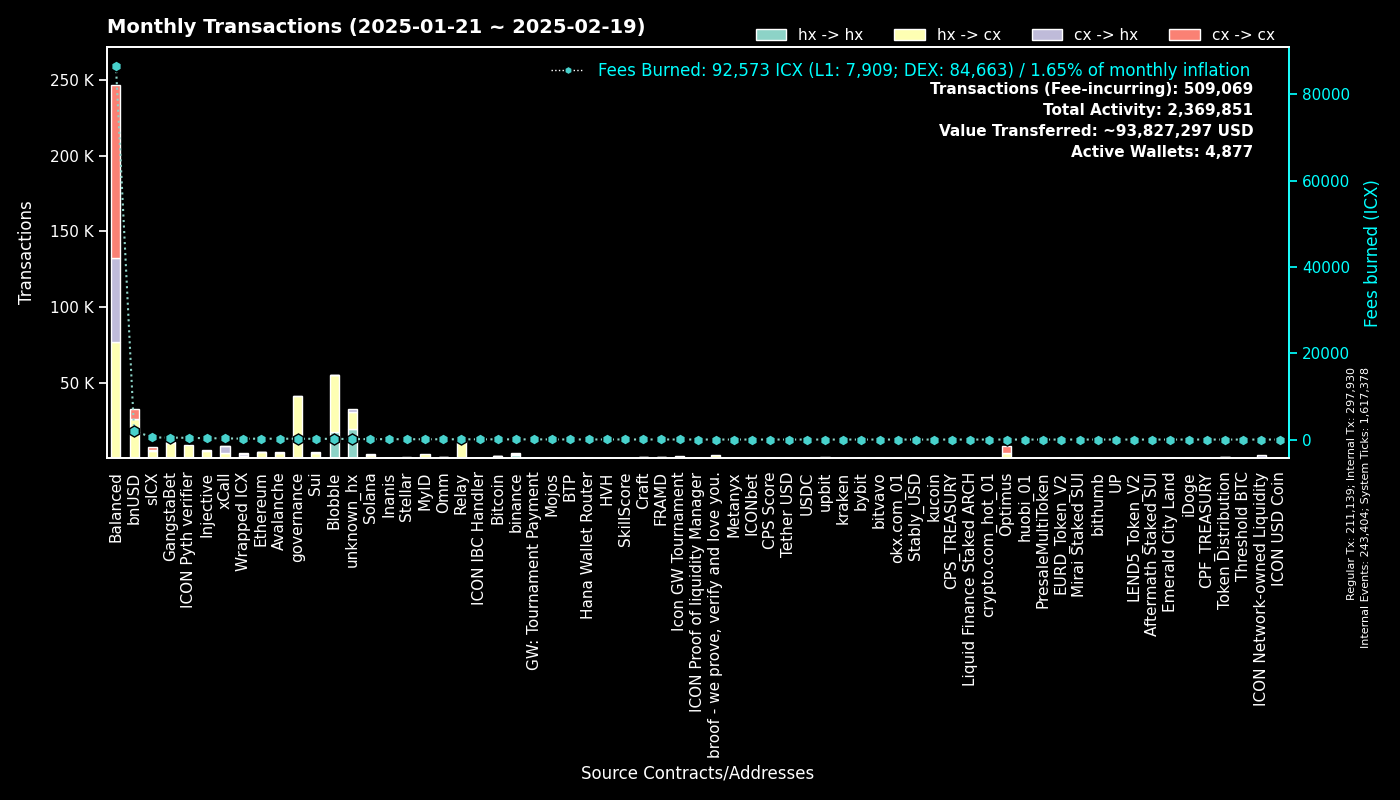 Monthly Transactions (2025-01-21 ~ 2025-02-19)
hx -> hx
hx -> cx
cx -> hx
cx -> cx
Fees Burned: 92,573 ICX (L1: 7,909; DEX: 84,663) / 1.65% of monthly inflation
Transactions (Fee-incurring): 509,069
Total Activity: 2,369,851
Value Transferred: ~93,827,297 USD
Active Wallets: 4,877
Transactions
250 K
200 K
150 K
100 K
50 K
80000
60000
40000
20000
0
Fees burned (ICX)
Regular Tx: 211,139; Internal Tx: 297,930
Internal Events: 243,404; System Ticks: 1,617,378
Balanced
bnUSD
sICX
GangstaBet
ICON Pyth verifier
Injective
xCall
Wrapped ICX
Ethereum
Avalanche
governance
Sui
Blobble
unknown_hx
Solana
Inanis
Stellar
MyID
Omm
Relay
ICON IBC Handler
Bitcoin
binance
GW: Tournament Payment
Mojos
BTP
Hana Wallet Router
HVH
SkillScore
Craft
FRAMD
Icon GW Tournament
ICON Proof of liquidity Manager
broof - we prove, verify and love you.
Metanyx
ICONbet
CPS Score
Tether USD
USDC
upbit
kraken
bybit
bitvavo
okx.com_01
Stably_USD
kucoin
CPS_TREASURY
Liquid Finance Staked ARCH
crypto.com_hot_01
Optimus
huobi_01
PresaleMultiToken
EURD_Token_V2
Mirai Staked SUI
bithumb
UP
LEND5_Token_V2
Aftermath Staked SUI
Emerald City Land
iDoge
CPF_TREASURY
Token_Distribution
Threshold BTC
ICON Network-owned Liquidity
ICON USD Coin
Source Contracts/Addresses